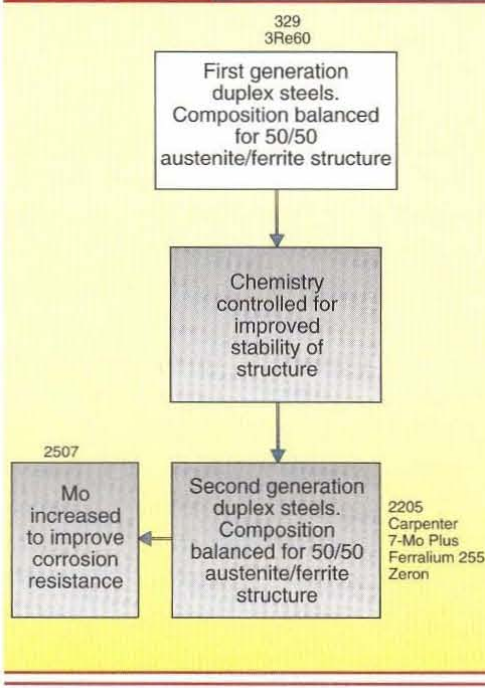 329
3Re60
First generation
duplex steels.
Composition balanced
for 50/50
austenite/ferrite structure
Chemistry
controlled for
improved
stability of
structure
2507
Mo
increased
to improve
corrosion
resistance
Second generation
duplex steels.
Composition
balanced for 50/50
austenite/ferrite
structure
2205
Carpenter
7-Mo Plus
Ferralium 255
Zeron